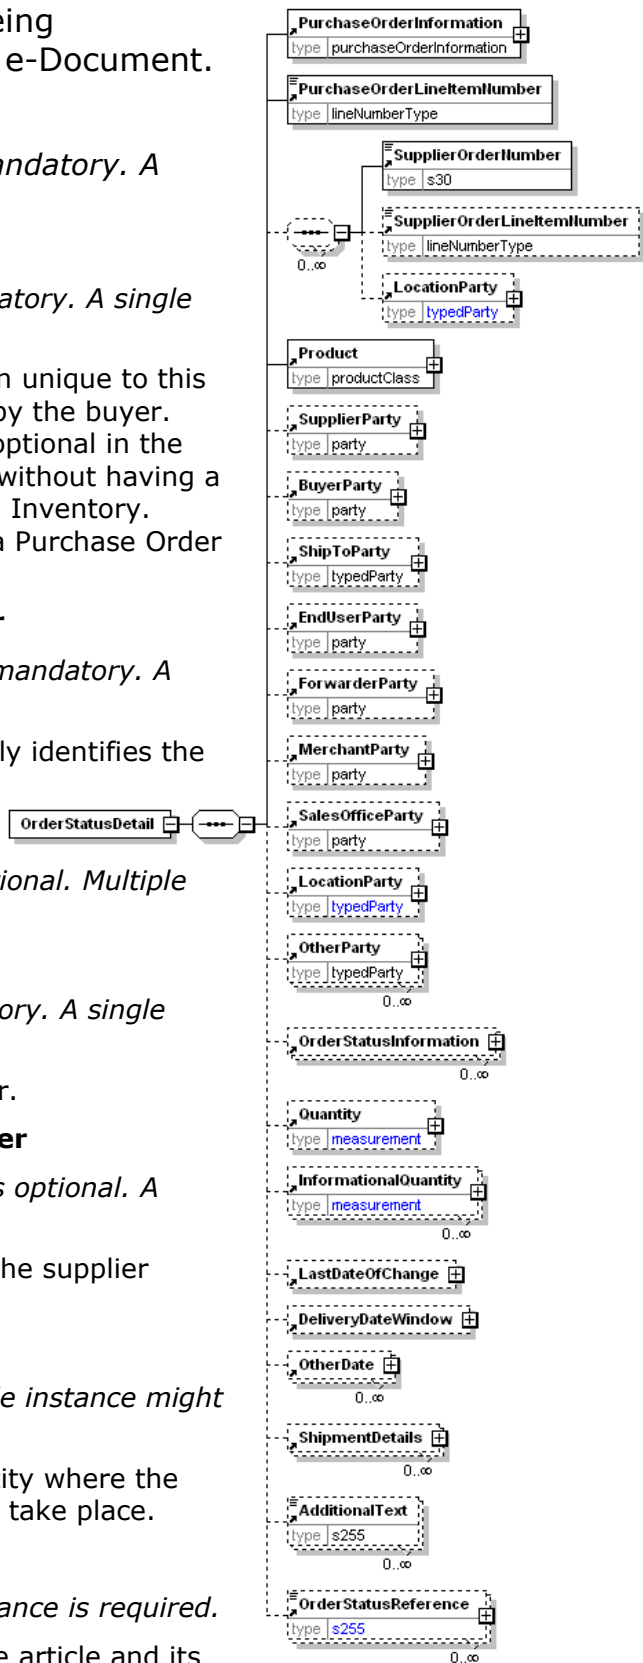 eing
e-Document.
andatory. A
atory. A single
n unique to this
by the buyer.
optional in the
without having a
Inventory.
a Purchase Order
r
mandatory. A
ly identifies the
ional. Multiple
ory. A single
r.
er
s optional. A
he supplier
le instance might
tity where the
take place.
ance is required.
e article and its
OrderStatusDetail
PurchaseOrderInformation
type purchaseOrderInformation
PurchaseOrderLineItemNumber
type lineNumberType
0..∞
SupplierOrderNumber
type s30
SupplierOrderLineItemNumber
type lineNumberType
LocationParty
type typedParty
Product
type productClass
SupplierParty
type party
BuyerParty
type party
ShipToParty
type typedParty
EndUserParty
type party
ForwarderParty
type party
MerchantParty
type party
SalesOfficeParty
type party
LocationParty
type typedParty
OtherParty
type typedParty
0..∞
OrderStatusInformation
0..∞
Quantity
type measurement
InformationalQuantity
type measurement
0..∞
LastDateOfChange
DeliveryDateWindow
OtherDate
0..∞
ShipmentDetails
0..∞
AdditionalText
type s255
0..∞
OrderStatusReference
type s255
0..∞